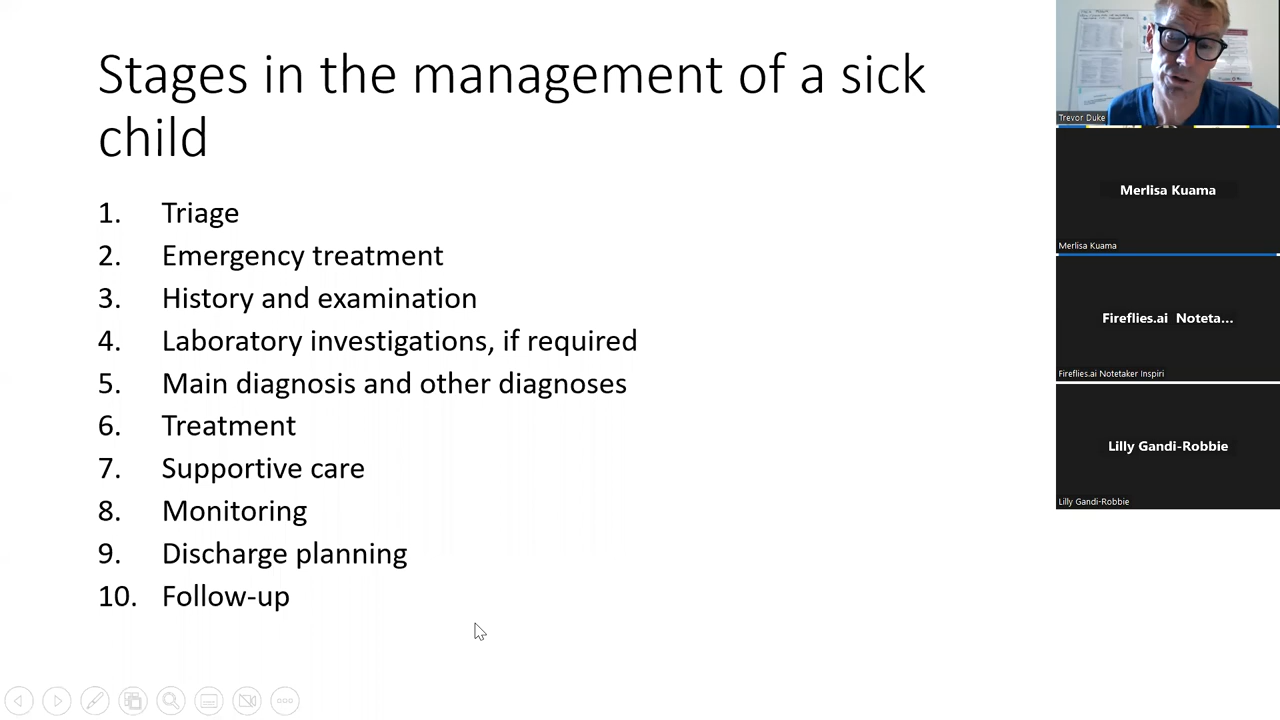 Stages in the management of a sick
child
1. Triage
2. Emergency treatment
3. History and examination
4. Laboratory investigations, if required
5. Main diagnosis and other diagnoses
6. Treatment
7. Supportive care
8. Monitoring
9. Discharge planning
10. Follow-up
Trevor Duke
Merlisa Kuama
Merlisa Kuama
Fireflies.ai Noteta...
Fireflies.ai Notetaker Inspiri
Lilly Gandi-Robbie
Lilly Gandi-Robbie